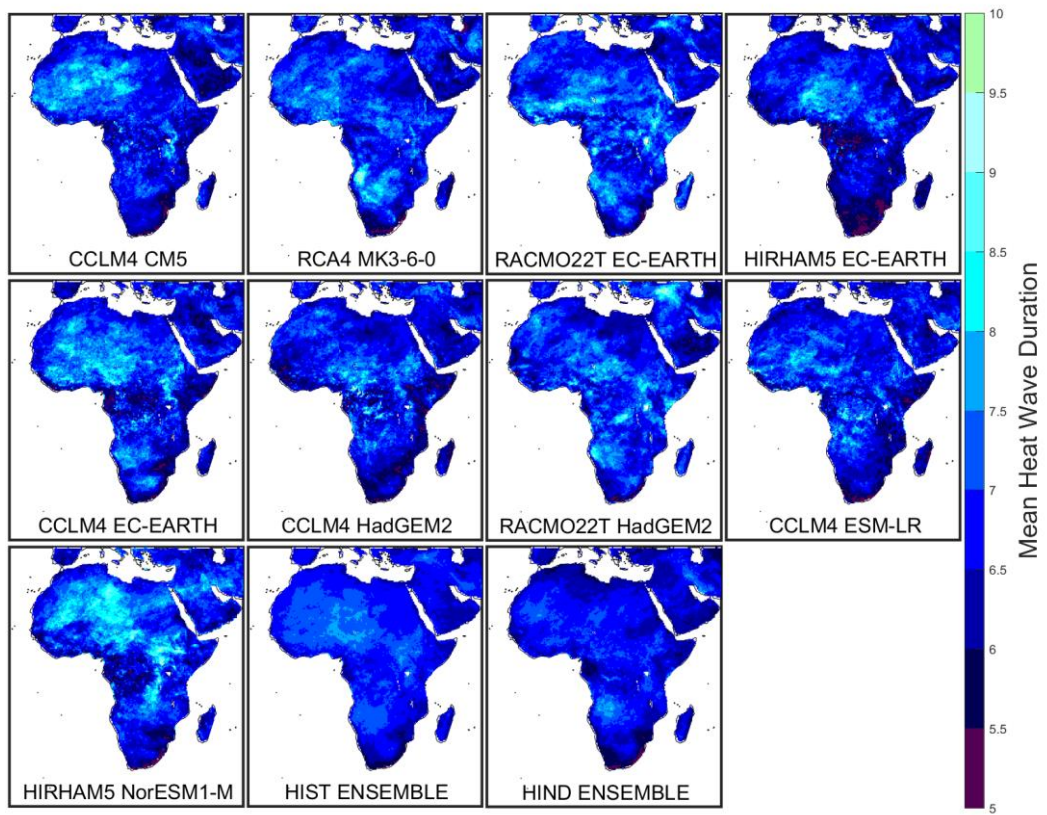 CCLM4 CM5
RCA4 MK3-6-0
RACMO22T EC-EARTH
HIRHAM5 EC-EARTH
CCLM4 EC-EARTH
CCLM4 HadGEM2
RACMO22T HadGEM2
CCLM4 ESM-LR
HIRHAM5 NorESM1-M
HIST ENSEMBLE
HIND ENSEMBLE
10
9.5
9
8.5
8
7.5
7
6.5
6
5.5
5
Mean Heat Wave Duration